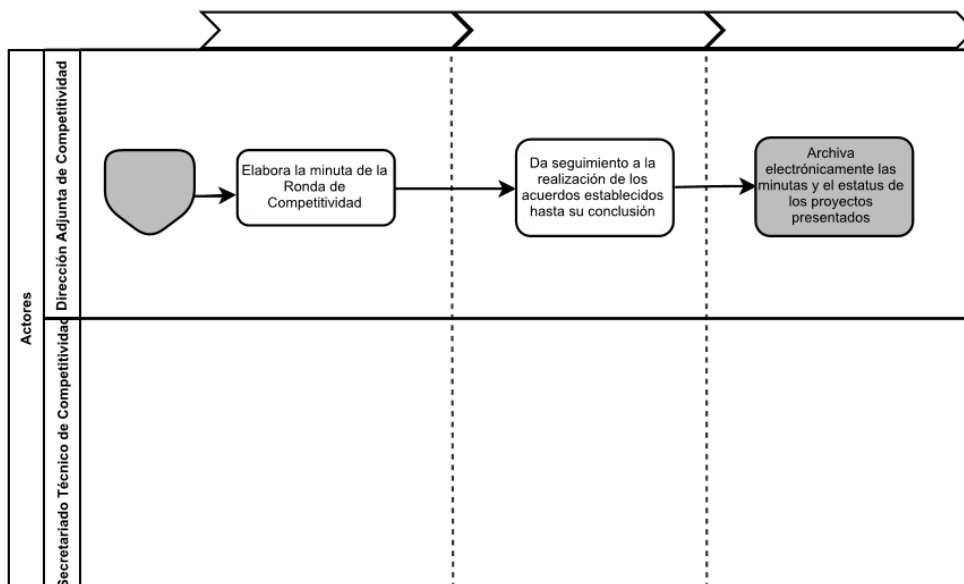 Actores
Dirección Adjunta de Competitividad
Secretariado Técnico de Competitividad
Elabora la minuta de la
Ronda de
Competitividad
Da seguimiento a la
realización de los
acuerdos establecidos
hasta su conclusión
Archiva
electrónicamente las
minutas y el estatus de
los proyectos
presentados